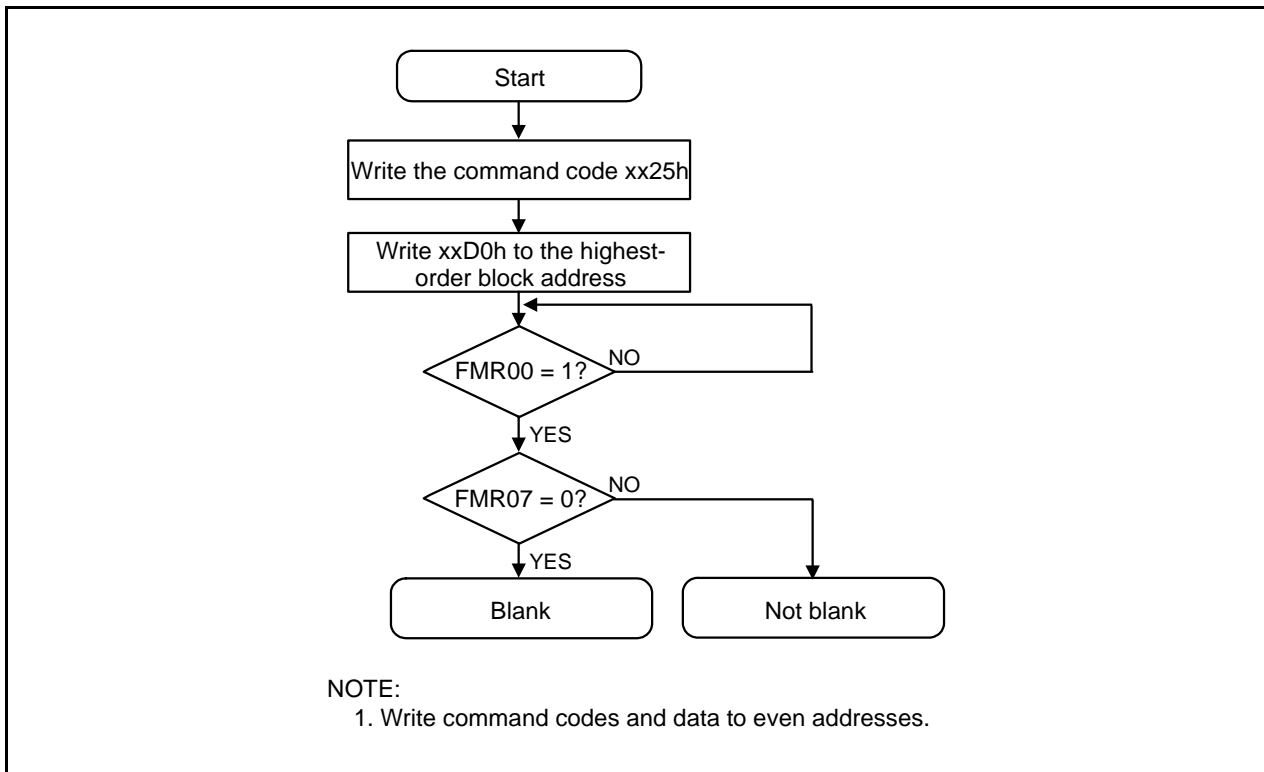 Start
Write the command code xx25h
Write xxD0h to the highest-
order block address
FMR00 = 1?
NO
YES
FMR07 = 0?
NO
YES
Blank
Not blank
NOTE:
1. Write command codes and data to even addresses.